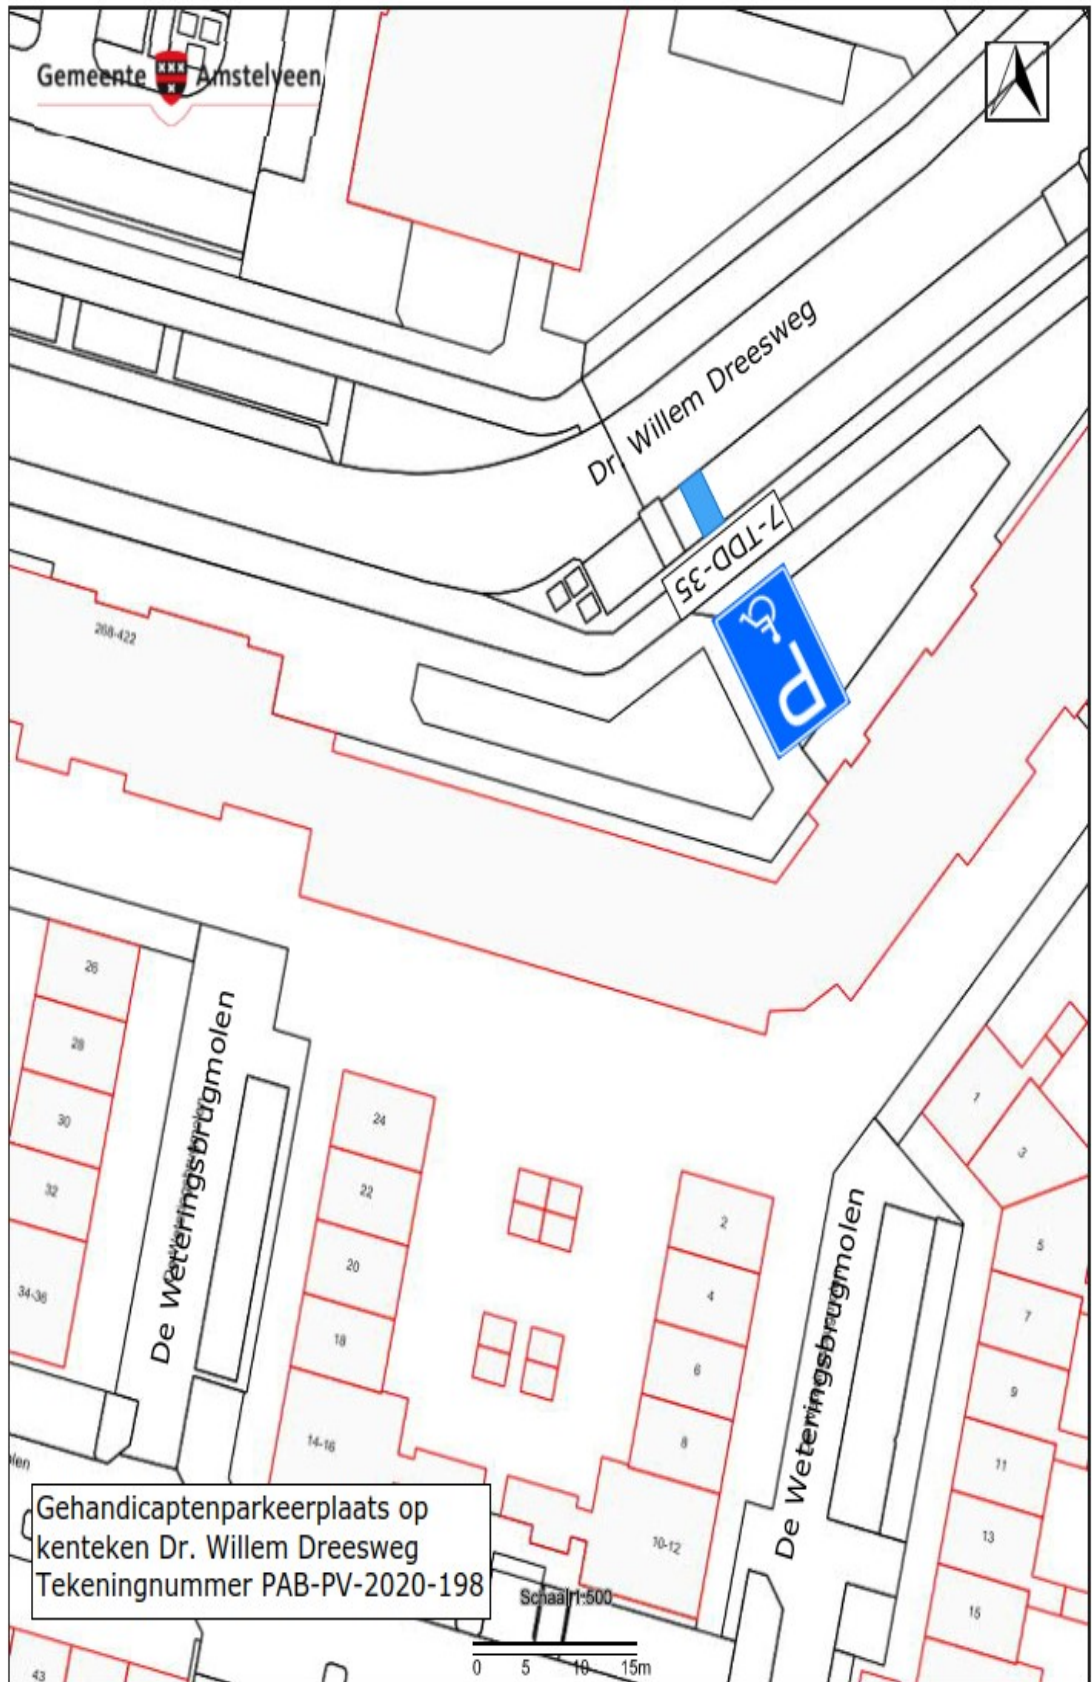 Gemeente Amstelveen
Dr. Willem Dreesweg
7-TDD-35
P
268-422
26
28
30
32
34-36
De Weteringsbrugmolen
24
22
20
18
14-16
2
4
6
8
10-12
De Weteringsbrugmolen
1
3
5
7
9
11
13
15
43
Gehandicaptenparkeerplaats op
kenteken Dr. Willem Dreesweg
Tekeningnummer PAB-PV-2020-198
Schaal 1:500
0 5 10 15m